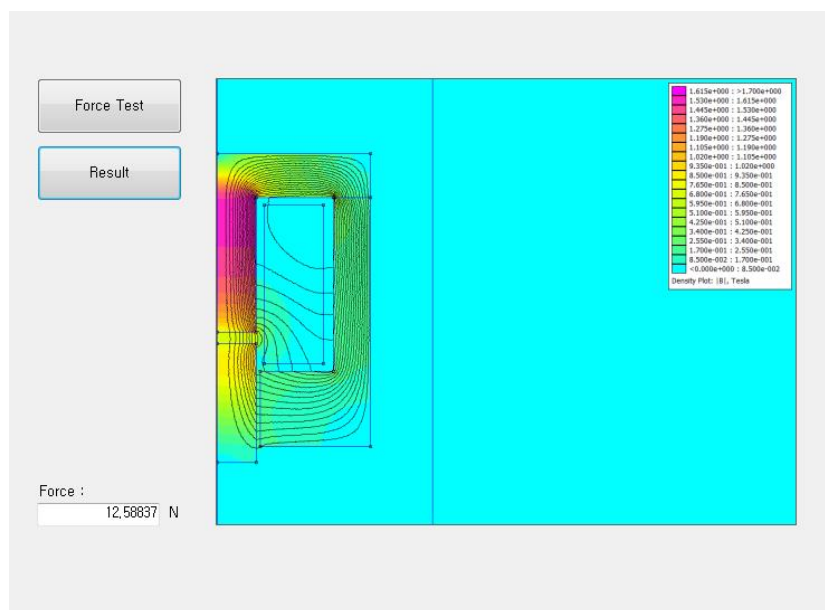 Force Test
Result
1.615e+000 : >1.700e+000
1.530e+000 : 1.615e+000
1.445e+000 : 1.530e+000
1.360e+000 : 1.445e+000
1.275e+000 : 1.360e+000
1.190e+000 : 1.275e+000
1.105e+000 : 1.190e+000
1.020e+000 : 1.105e+000
9.350e-001 : 1.020e+000
8.500e-001 : 9.350e-001
7.650e-001 : 8.500e-001
6.800e-001 : 7.650e-001
5.950e-001 : 6.800e-001
5.100e-001 : 5.950e-001
4.250e-001 : 5.100e-001
3.400e-001 : 4.250e-001
2.550e-001 : 3.400e-001
1.700e-001 : 2.550e-001
8.500e-002 : 1.700e-001
<0.000e+000 : 8.500e-002
Density Plot: |B|, Tesla
Force :
12,58837 N